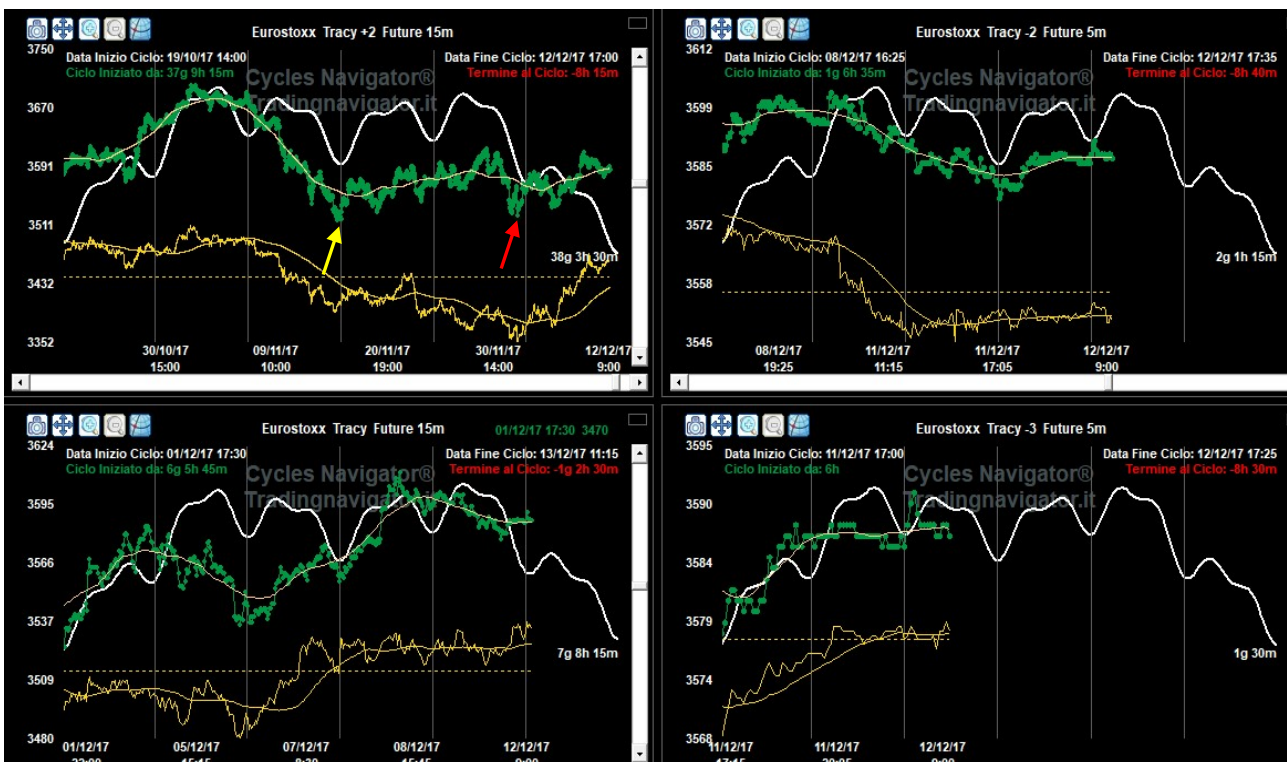 Eurostoxx Tracy +2 Future 15m
3750
Data Inizio Ciclo: 19/10/17 14:00
Data Fine Ciclo: 12/12/17 17:00
Ciclo Iniziato da: 37g 9h 15m
Termine al Ciclo: -8h 15m
Cycles Navigator®
Tradingnavigator.it
3670
3591
3511
38g 3h 30m
3432
3352
30/10/17 09/11/17 20/11/17 30/11/17 12/12/17
15:00 10:00 19:00 14:00 9:00
Eurostoxx Tracy -2 Future 5m
3612
Data Inizio Ciclo: 08/12/17 16:25
Data Fine Ciclo: 12/12/17 17:35
Ciclo Iniziato da: 1g 6h 35m
Termine al Ciclo: -8h 40m
Cycles Navigator®
Tradingnavigator.it
3599
3585
3572
2g 1h 15m
3558
3545
08/12/17 11/12/17 11/12/17 12/12/17
19:25 11:15 17:05 9:00
Eurostoxx Tracy Future 15m
01/12/17 17:30 3470
3624
Data Inizio Ciclo: 01/12/17 17:30
Data Fine Ciclo: 13/12/17 11:15
Ciclo Iniziato da: 6g 5h 45m
Termine al Ciclo: -1g 2h 30m
Cycles Navigator®
Tradingnavigator.it
3595
3566
3537
7g 8h 15m
3509
3480
01/12/17 05/12/17 07/12/17 08/12/17 12/12/17
Eurostoxx Tracy -3 Future 5m
3595
Data Inizio Ciclo: 11/12/17 17:00
Data Fine Ciclo: 12/12/17 17:25
Ciclo Iniziato da: 6h
Termine al Ciclo: -8h 30m
Cycles Navigator®
Tradingnavigator.it
3590
3584
3579
1g 30m
3574
3568
11/12/17 11/12/17 12/12/17